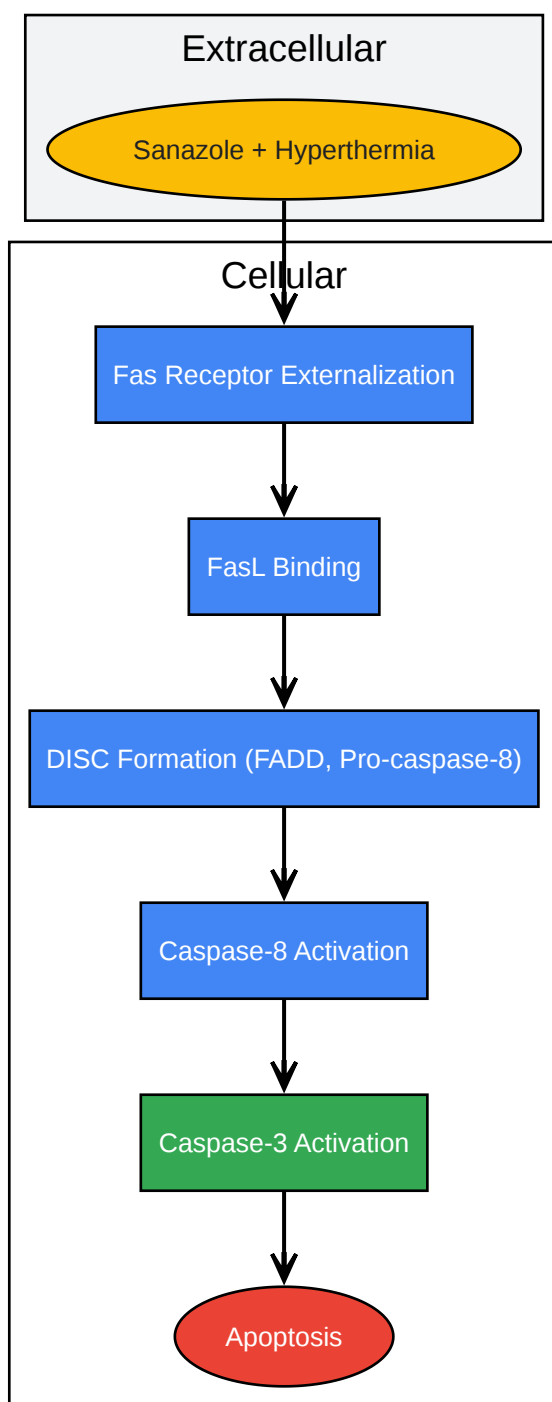 Extracellular
Sanazole + Hyperthermia
Cellular
Fas Receptor Externalization
FasL Binding
DISC Formation (FADD, Pro-caspase-8)
Caspase-8 Activation
Caspase-3 Activation
Apoptosis